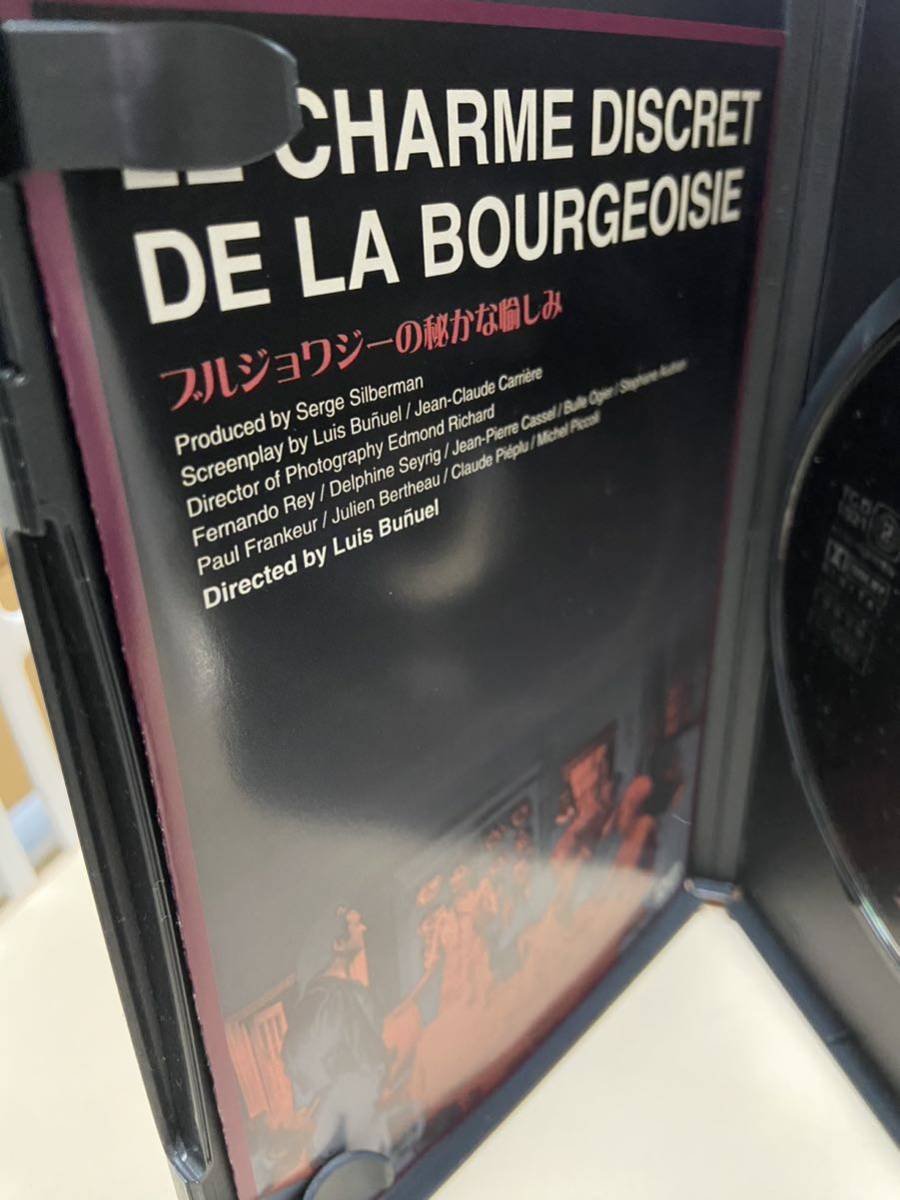 LE CHARME DISCRET
DE LA BOURGEOISIE
ブルジョワジーの秘かな愉しみ
Produced by Serge Silberman
Screenplay by Luis Buñuel / Jean-Claude Carrière
Director of Photography Edmond Richard
Fernando Rey / Delphine Seyrig / Jean-Pierre Cassel / Bulle Ogier / Stéphane Audran
Paul Frankeur / Julien Bertheau / Claude Piéplu / Michel Piccoli
Directed by Luis Buñuel
2